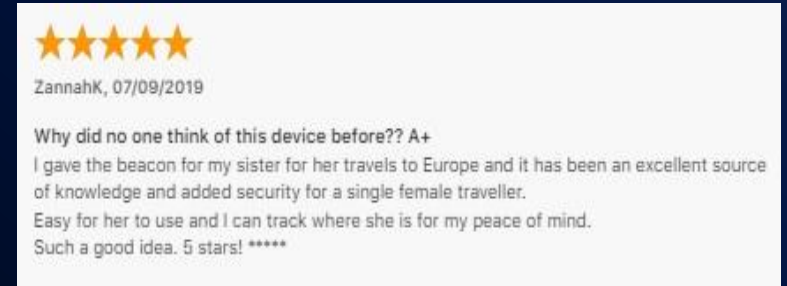 ZannahK, 07/09/2019
Why did no one think of this device before?? A+
I gave the beacon for my sister for her travels to Europe and it has been an excellent source
of knowledge and added security for a single female traveller.
Easy for her to use and I can track where she is for my peace of mind.
Such a good idea. 5 stars! *****